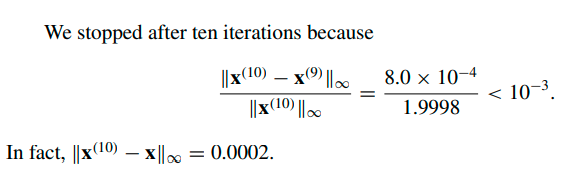 We stopped after ten iterations because
‖x⁽¹⁰⁾ − x⁽⁹⁾‖∞ / ‖x⁽¹⁰⁾‖∞ = 8.0 × 10⁻⁴ / 1.9998 < 10⁻³.
In fact, ‖x⁽¹⁰⁾ − x‖∞ = 0.0002.